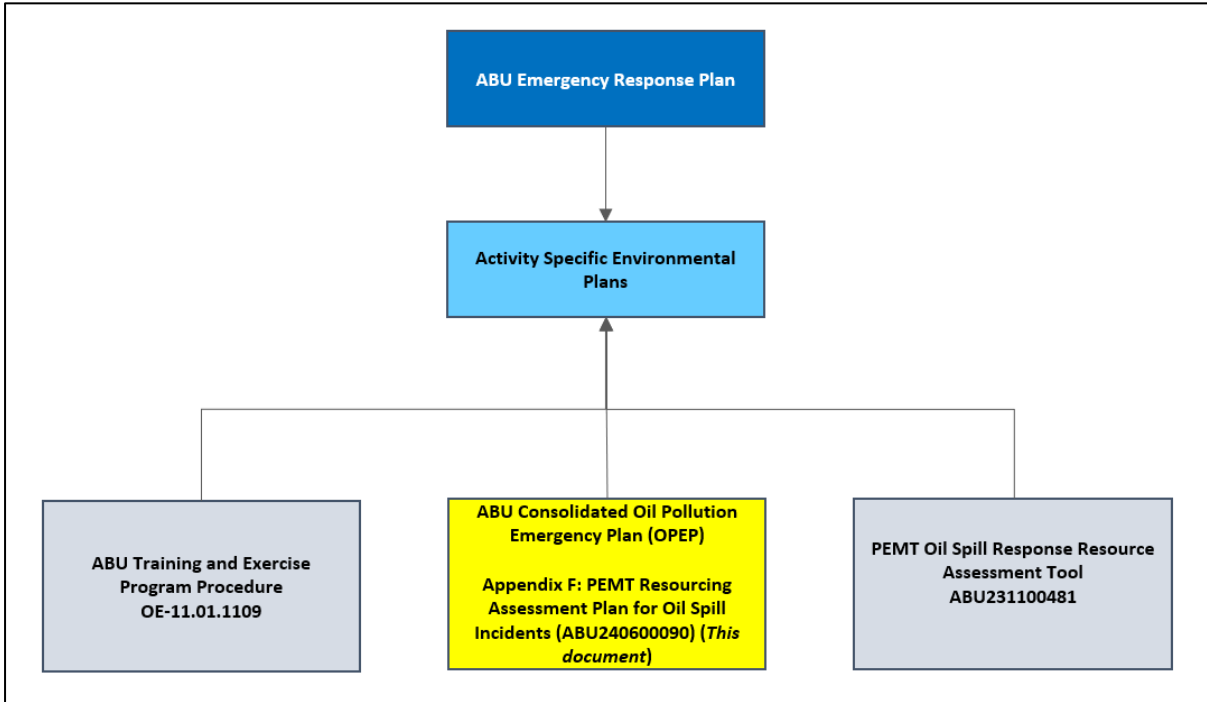 ABU Emergency Response Plan
Activity Specific Environmental
Plans
ABU Training and Exercise
Program Procedure
OE-11.01.1109
ABU Consolidated Oil Pollution
Emergency Plan (OPEP)
Appendix F: PEMT Resourcing
Assessment Plan for Oil Spill
Incidents (ABU240600090) (This
document)
PEMT Oil Spill Response Resource
Assessment Tool
ABU231100481